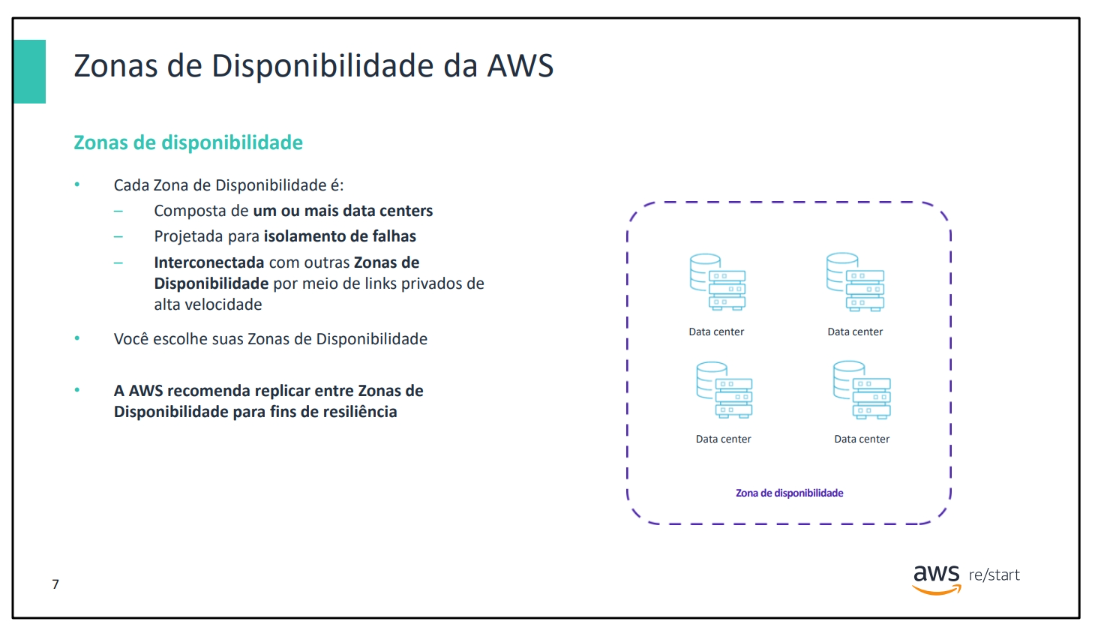 Zonas de Disponibilidade da AWS
Zonas de disponibilidade
• Cada Zona de Disponibilidade é:
– Composta de um ou mais data centers
– Projetada para isolamento de falhas
– Interconectada com outras Zonas de
Disponibilidade por meio de links privados de
alta velocidade
• Você escolhe suas Zonas de Disponibilidade
• A AWS recomenda replicar entre Zonas de
Disponibilidade para fins de resiliência
Data center
Data center
Data center
Data center
Zona de disponibilidade
7
aws re/start